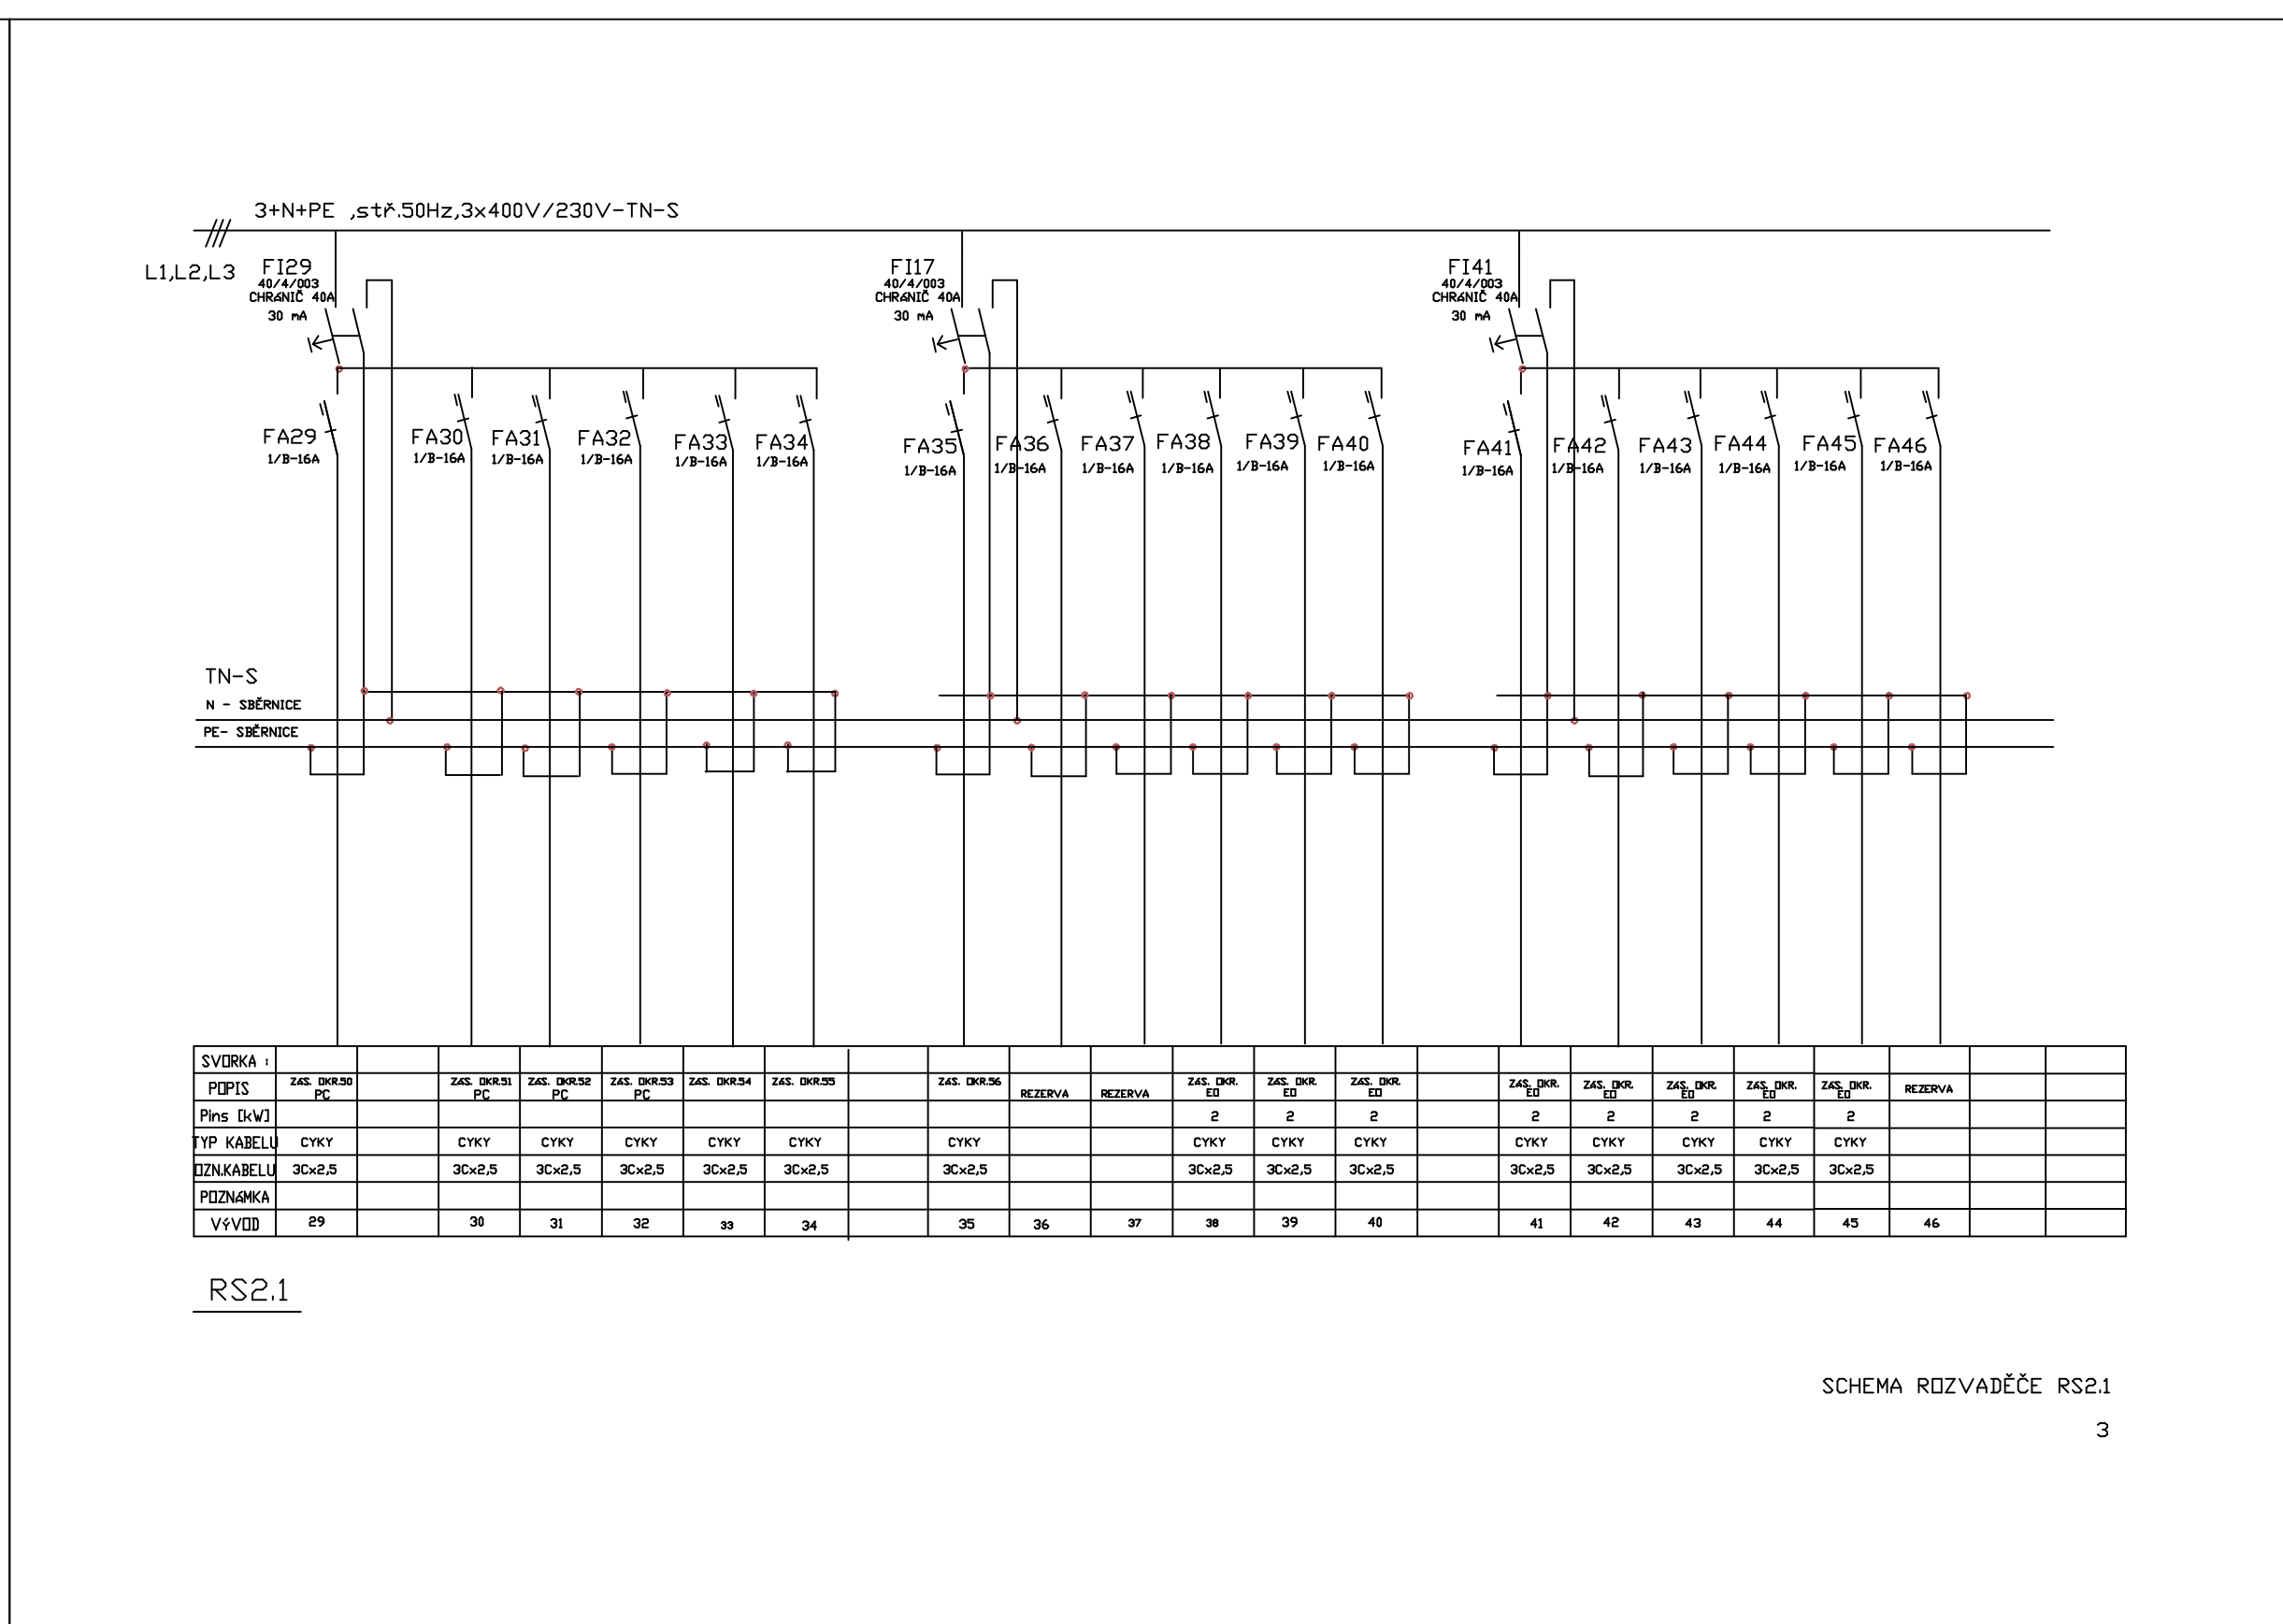 3+N+PE ,stř.50Hz,3x400V/230V-TN-S
L1,L2,L3
FI29
40/4/003
CHRÁNIČ 40A
30 mA
FI17
40/4/003
CHRÁNIČ 40A
30 mA
FI41
40/4/003
CHRÁNIČ 40A
30 mA
FA29
1/B-16A
FA30
1/B-16A
FA31
1/B-16A
FA32
1/B-16A
FA33
1/B-16A
FA34
1/B-16A
FA35
1/B-16A
FA36
1/B-16A
FA37
1/B-16A
FA38
1/B-16A
FA39
1/B-16A
FA40
1/B-16A
FA41
1/B-16A
FA42
1/B-16A
FA43
1/B-16A
FA44
1/B-16A
FA45
1/B-16A
FA46
1/B-16A
TN-S
N - SBĚRNICE
PE- SBĚRNICE
SVORKA :
POPIS ZÁS. OKR.50 PC ZÁS. OKR.51 PC ZÁS. OKR.52 PC ZÁS. OKR.53 PC ZÁS. OKR.54 ZÁS. OKR.55 ZÁS. OKR.56 REZERVA REZERVA ZÁS. OKR. EO ZÁS. OKR. EO ZÁS. OKR. EO ZÁS. OKR. EO ZÁS. OKR. EO ZÁS. OKR. EO ZÁS. OKR. EO ZÁS. OKR. EO REZERVA
Pins [kW] 2 2 2 2 2 2 2 2
TYP KABELU CYKY CYKY CYKY CYKY CYKY CYKY CYKY CYKY CYKY CYKY CYKY CYKY CYKY CYKY CYKY
OZN.KABELU 3Cx2,5 3Cx2,5 3Cx2,5 3Cx2,5 3Cx2,5 3Cx2,5 3Cx2,5 3Cx2,5 3Cx2,5 3Cx2,5 3Cx2,5 3Cx2,5 3Cx2,5 3Cx2,5 3Cx2,5
POZNÁMKA
VÝVOD 29 30 31 32 33 34 35 36 37 38 39 40 41 42 43 44 45 46
RS2.1
SCHEMA ROZVADĚČE RS2.1
3